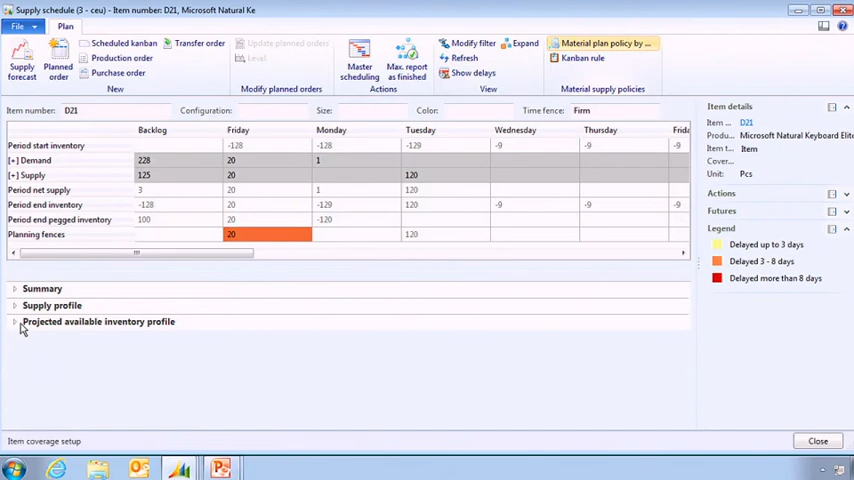 Supply schedule (3 - ceu) - Item number: D21, Microsoft Natural Ke
File Plan
Supply forecast
Planned order
Scheduled kanban
Production order
Purchase order
Transfer order
New
Update planned orders
Level
Modify planned orders
Master scheduling
Max. report as finished
Actions
Modify filter
Refresh
Show delays
Expand
View
Material plan policy by ...
Kanban rule
Material supply policies
Item number: D21 Configuration: Size: Color: Time fence: Firm
Backlog Friday Monday Tuesday Wednesday Thursday Frida
Period start inventory -128 -128 -129 -9 -9 -9
[+] Demand 228 20 1
[+] Supply 125 20 120
Period net supply 3 20 1 120
Period end inventory -128 -129 -9 -9 -9 -9
Period end pegged inventory 100 20 -120
Planning fences 20 120
Summary
Supply profile
Projected available inventory profile
Item details
Item ... D21
Produ... Microsoft Natural Keyboard Elite
Item t... Item
Cover...
Unit: Pcs
Actions
Futures
Legend
Delayed up to 3 days
Delayed 3 - 8 days
Delayed more than 8 days
Item coverage setup
Close